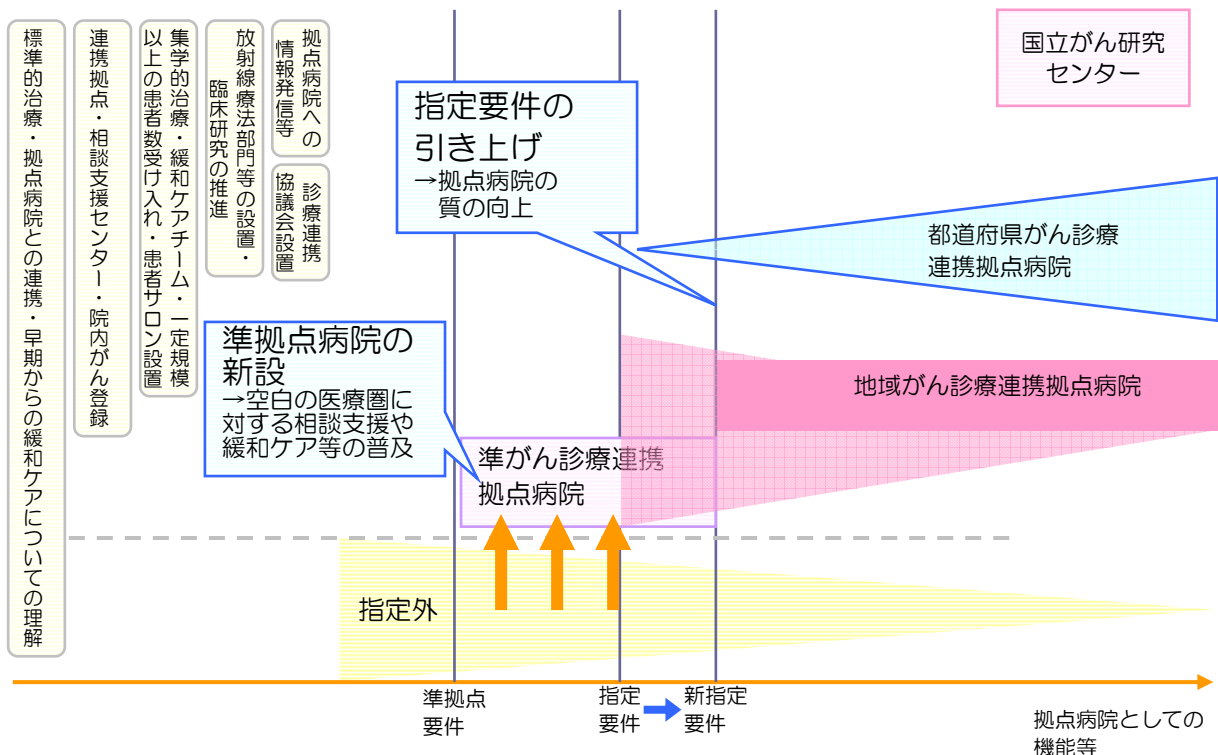 標準的治療・拠点病院との連携・早期からの緩和ケアについての理解
連携拠点・相談支援センター・院内がん登録
集学的治療・緩和ケアチーム・一定規模
以上の患者数受け入れ・患者サロン設置
放射線療法部門等の設置・
臨床研究の推進
拠点病院への
情報発信等
診療連携
協議会設置
国立がん研究
センター
指定要件の
引き上げ
→拠点病院の
質の向上
都道府県がん診療
連携拠点病院
準拠点病院の
新設
→空白の医療圏に
対する相談支援や
緩和ケア等の普及
地域がん診療連携拠点病院
準がん診療連携
拠点病院
指定外
準拠点
要件
指定
要件
新指定
要件
拠点病院としての
機能等